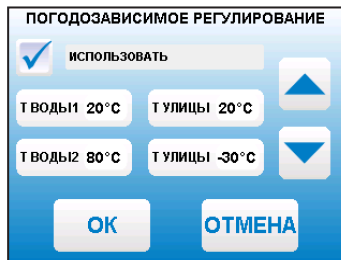 ПОГОДОЗАВИСИМОЕ РЕГУЛИРОВАНИЕ
ИСПОЛЬЗОВАТЬ
Т ВОДЫ1 20°C Т УЛИЦЫ 20°C
Т ВОДЫ2 80°C Т УЛИЦЫ -30°C
ОК ОТМЕНА